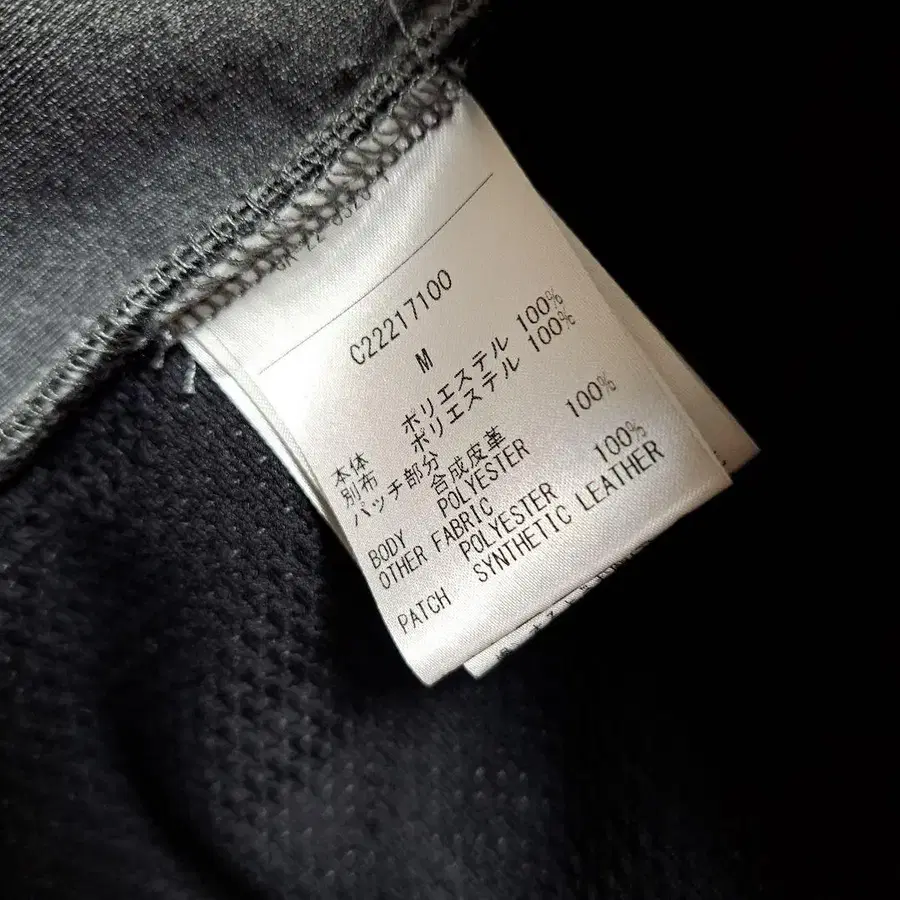 C22217100
M
本体 ポリエステル 100%
別布 ポリエステル 100%
パッチ部分 合成皮革
BODY POLYESTER 100%
OTHER FABRIC
POLYESTER 100%
PATCH SYNTHETIC LEATHER